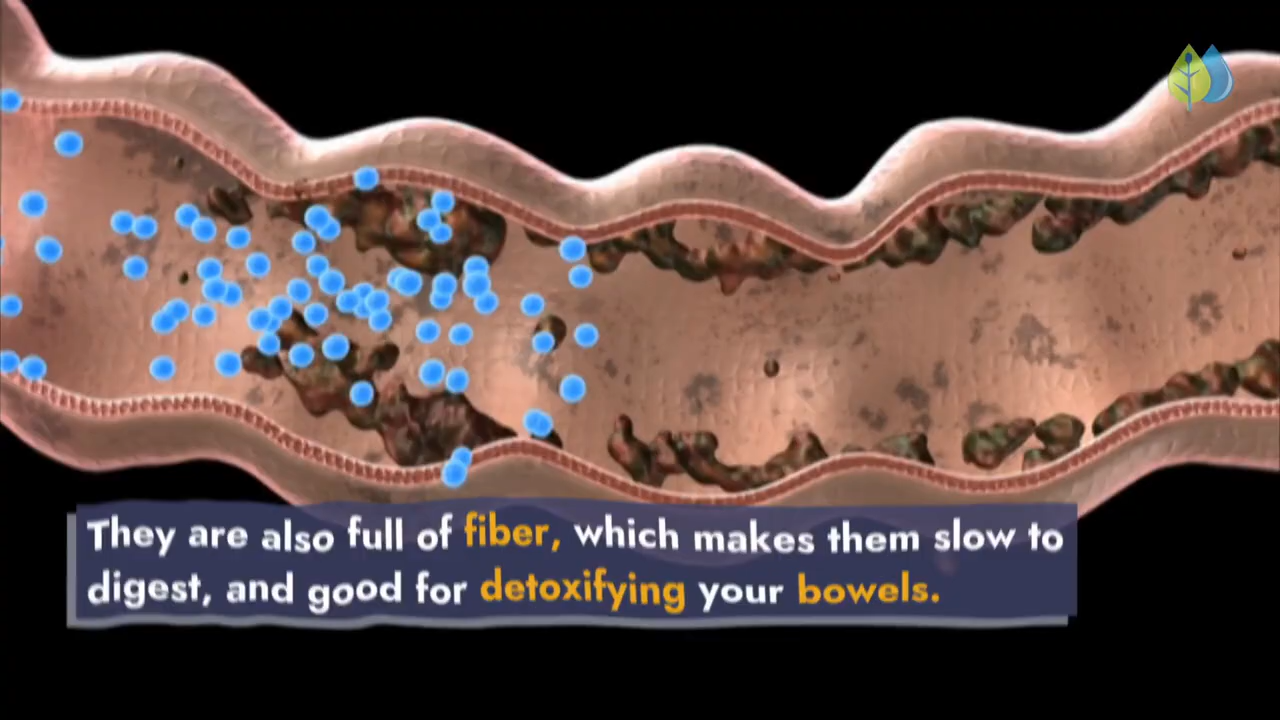 They are also full of fiber, which makes them slow to
digest, and good for detoxifying your bowels.